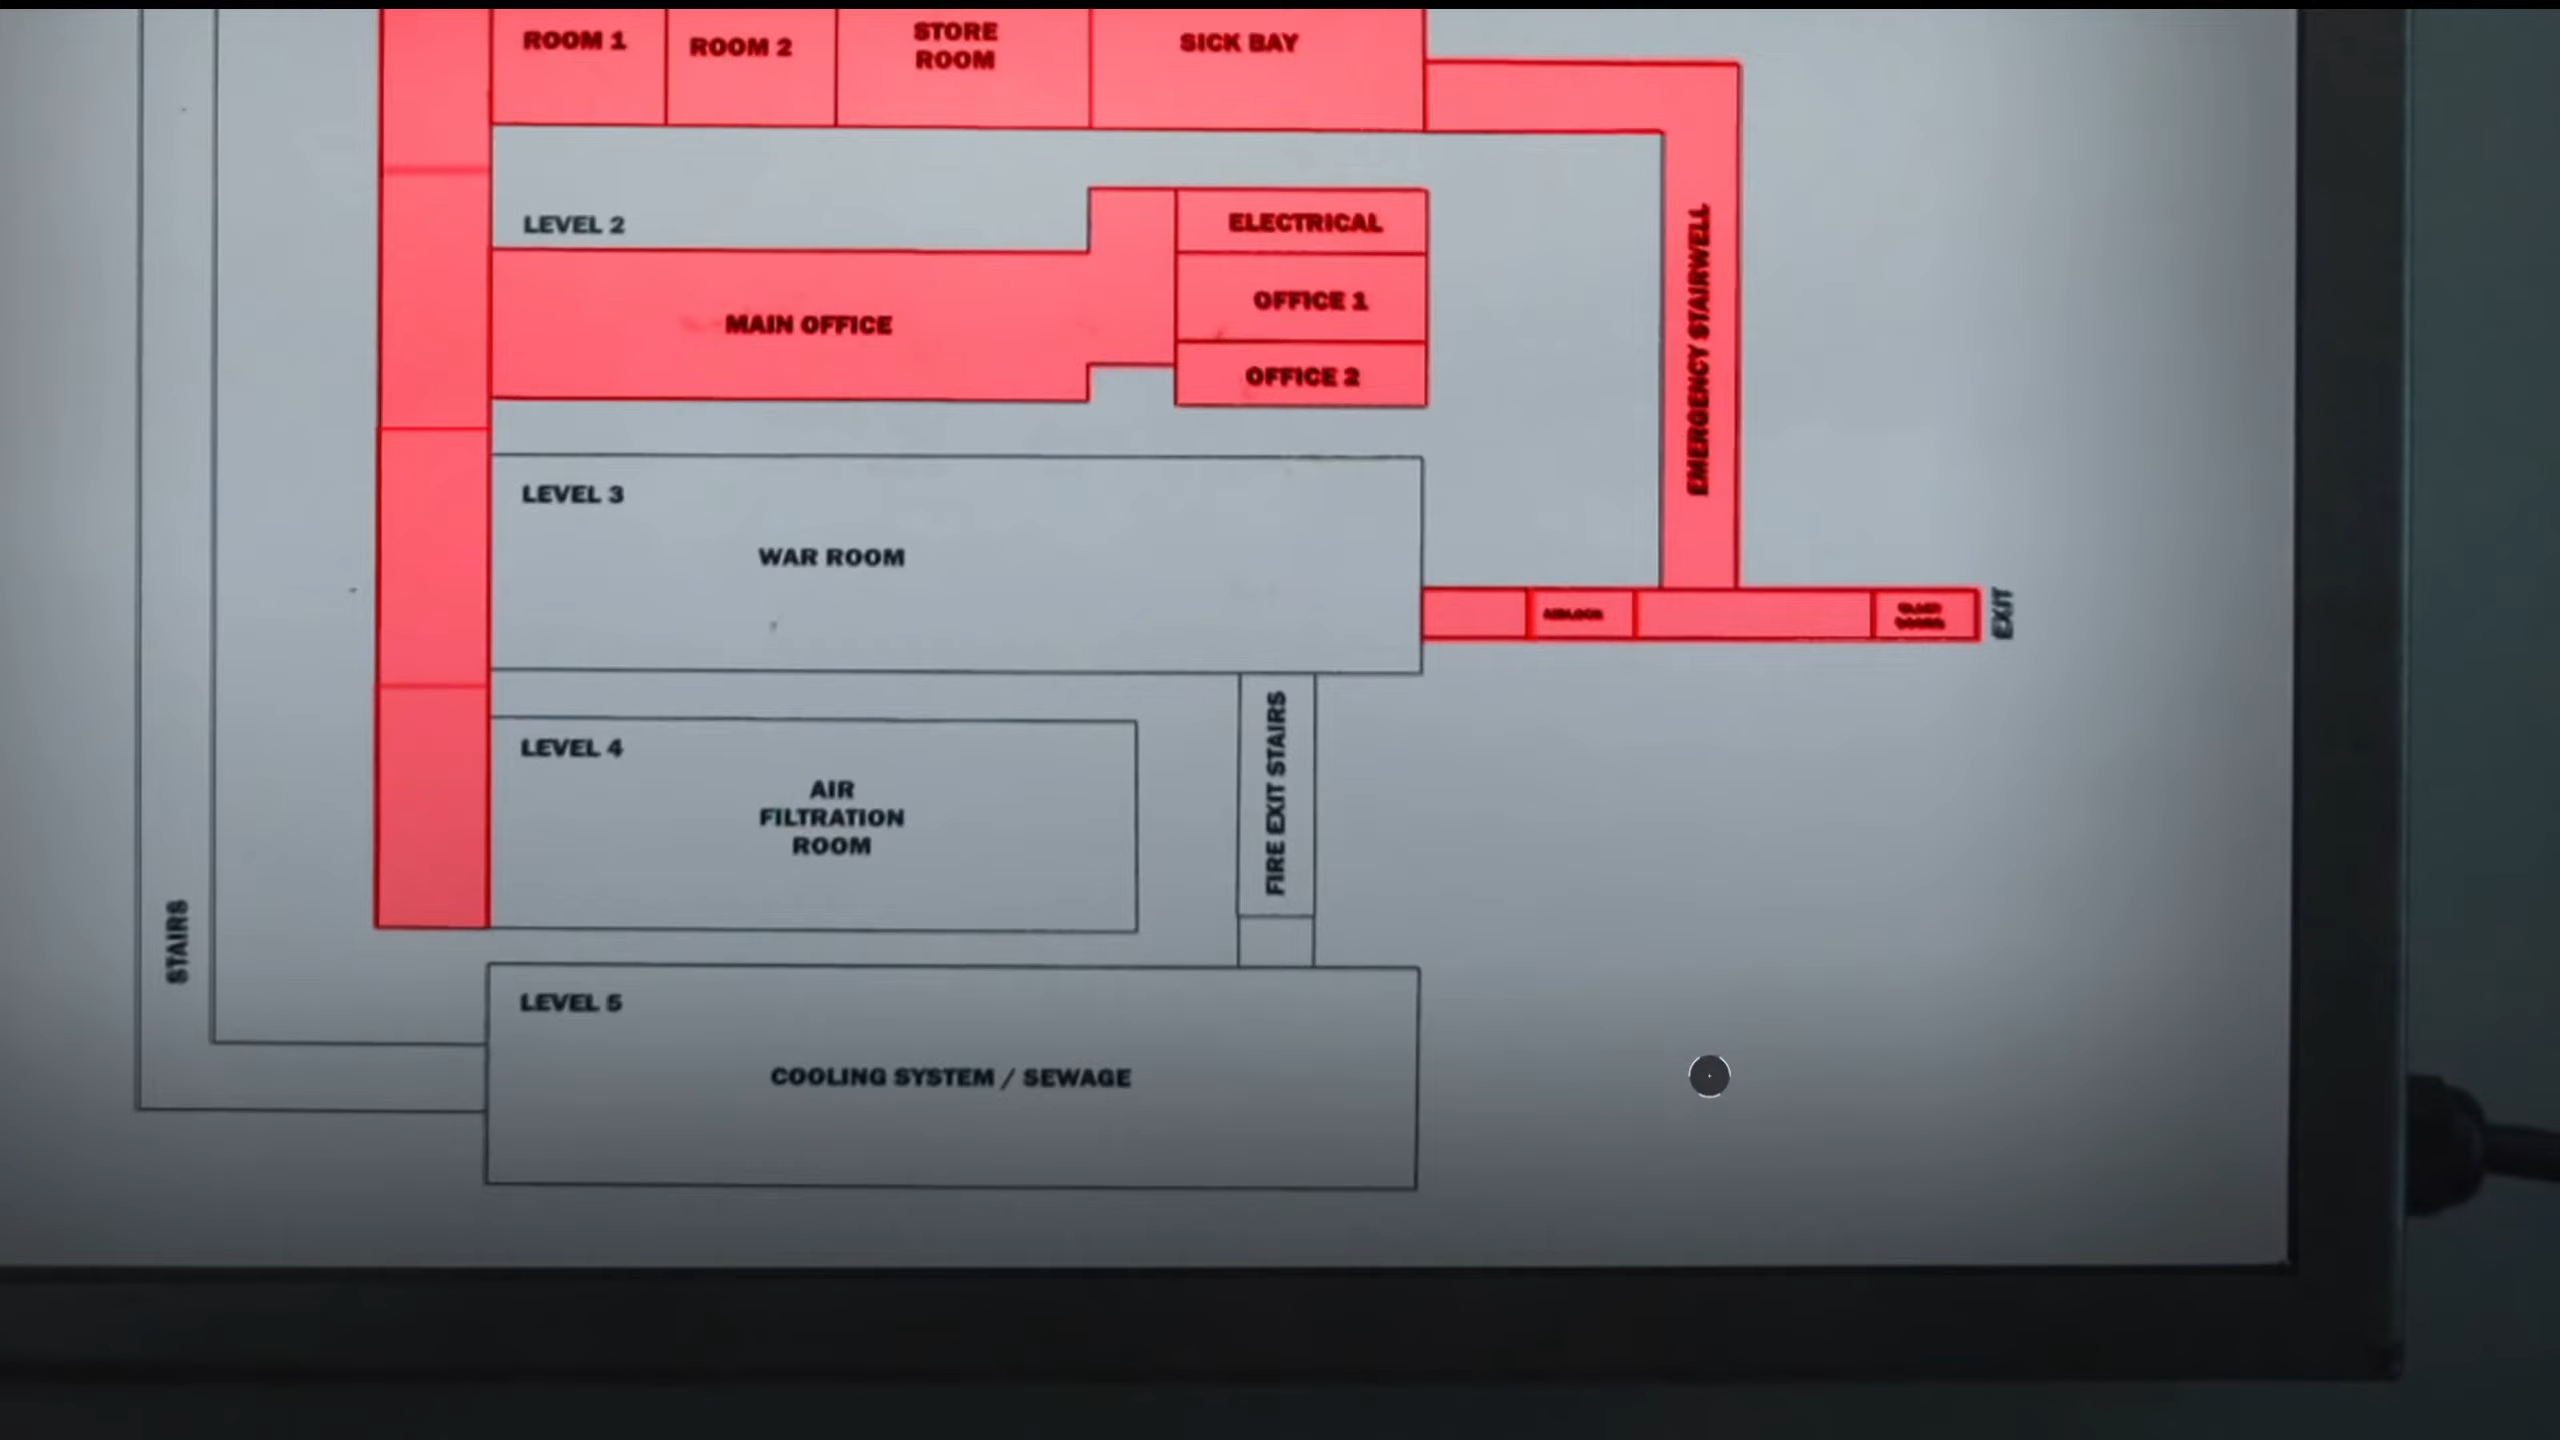 ROOM 1
ROOM 2
STORE
ROOM
SICK BAY
LEVEL 2
ELECTRICAL
OFFICE 1
MAIN OFFICE
OFFICE 2
EMERGENCY STAIRWELL
LEVEL 3
WAR ROOM
AIRLOCK
EXIT
LEVEL 4
AIR
FILTRATION
ROOM
FIRE EXIT STAIRS
STAIRS
LEVEL 5
COOLING SYSTEM / SEWAGE